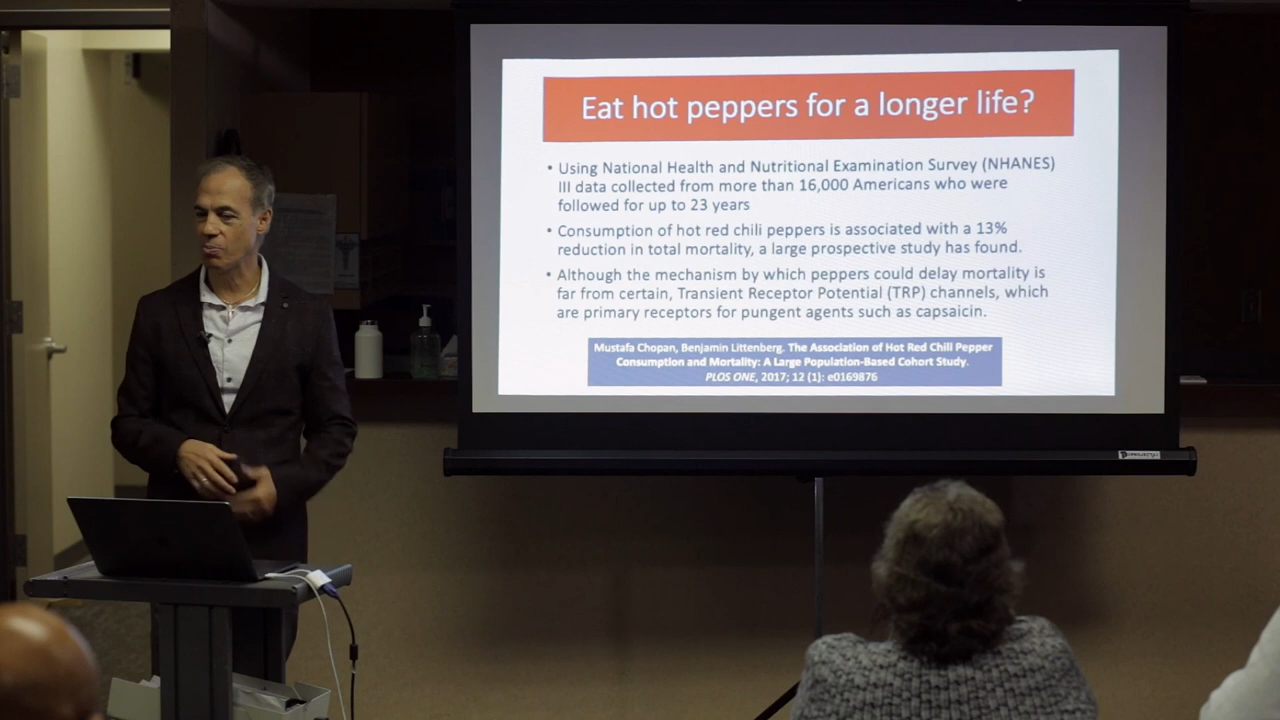 Eat hot peppers for a longer life?
• Using National Health and Nutritional Examination Survey (NHANES)
III data collected from more than 16,000 Americans who were
followed for up to 23 years
• Consumption of hot red chili peppers is associated with a 13%
reduction in total mortality, a large prospective study has found.
• Although the mechanism by which peppers could delay mortality is
far from certain, Transient Receptor Potential (TRP) channels, which
are primary receptors for pungent agents such as capsaicin.
Mustafa Chopan, Benjamin Littenberg. The Association of Hot Red Chili Pepper
Consumption and Mortality: A Large Population-Based Cohort Study.
PLOS ONE, 2017; 12 (1): e0169876